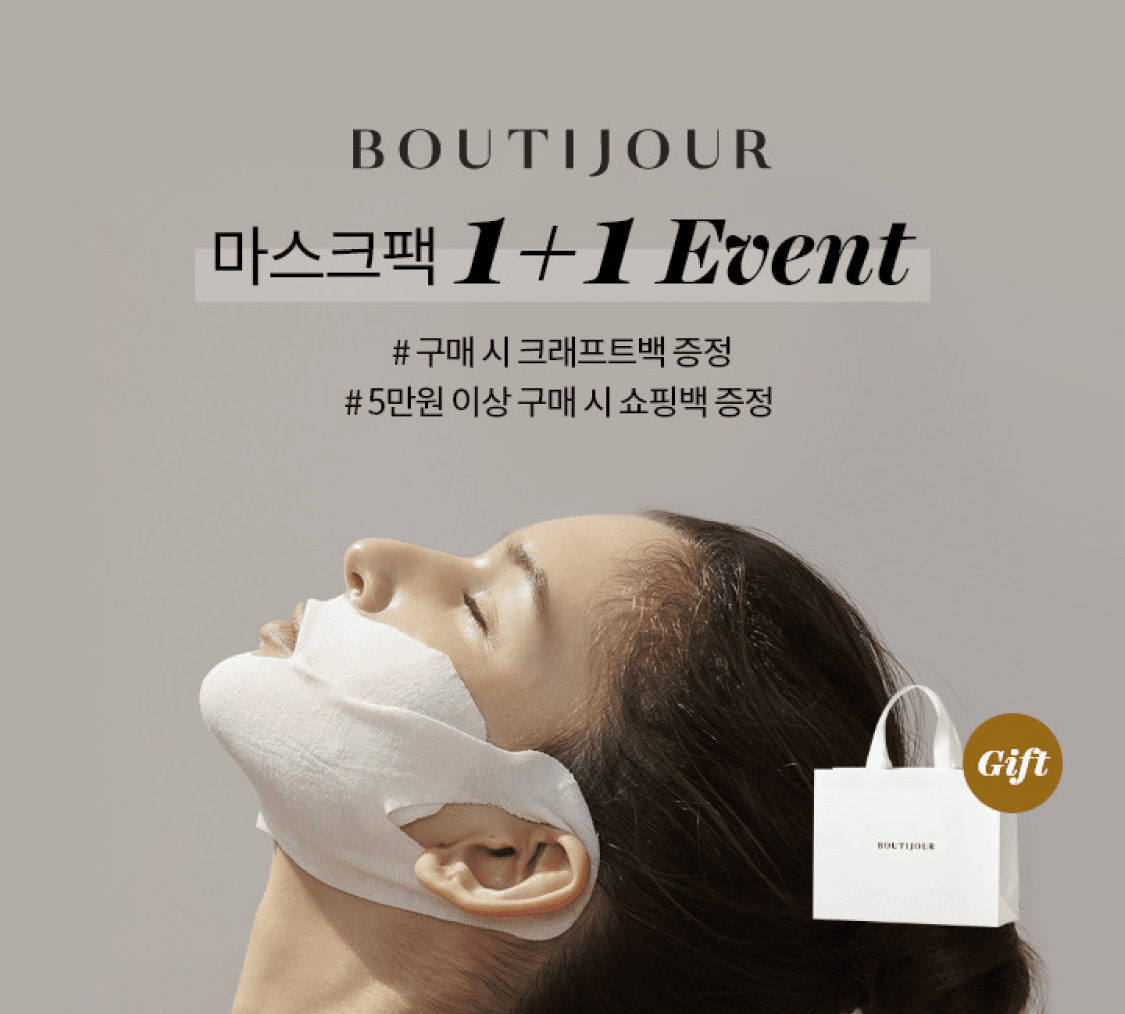 BOUTIJOUR
마스크팩 1+1 Event
# 구매 시 크래프트백 증정
# 5만원 이상 구매 시 쇼핑백 증정
Gift
BOUTIJOUR